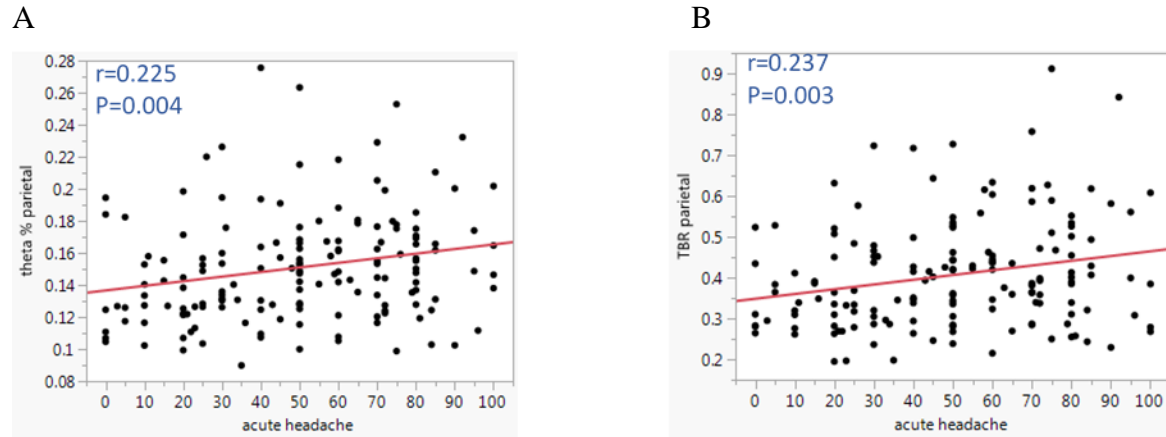 A
r=0.225
P=0.004
0.28
0.26
0.24
0.22
0.2
0.18
0.16
0.14
0.12
0.1
0.08
theta % parietal
0 10 20 30 40 50 60 70 80 90 100
acute headache
B
r=0.237
P=0.003
0.9
0.8
0.7
0.6
0.5
0.4
0.3
0.2
TBR parietal
0 10 20 30 40 50 60 70 80 90 100
acute headache